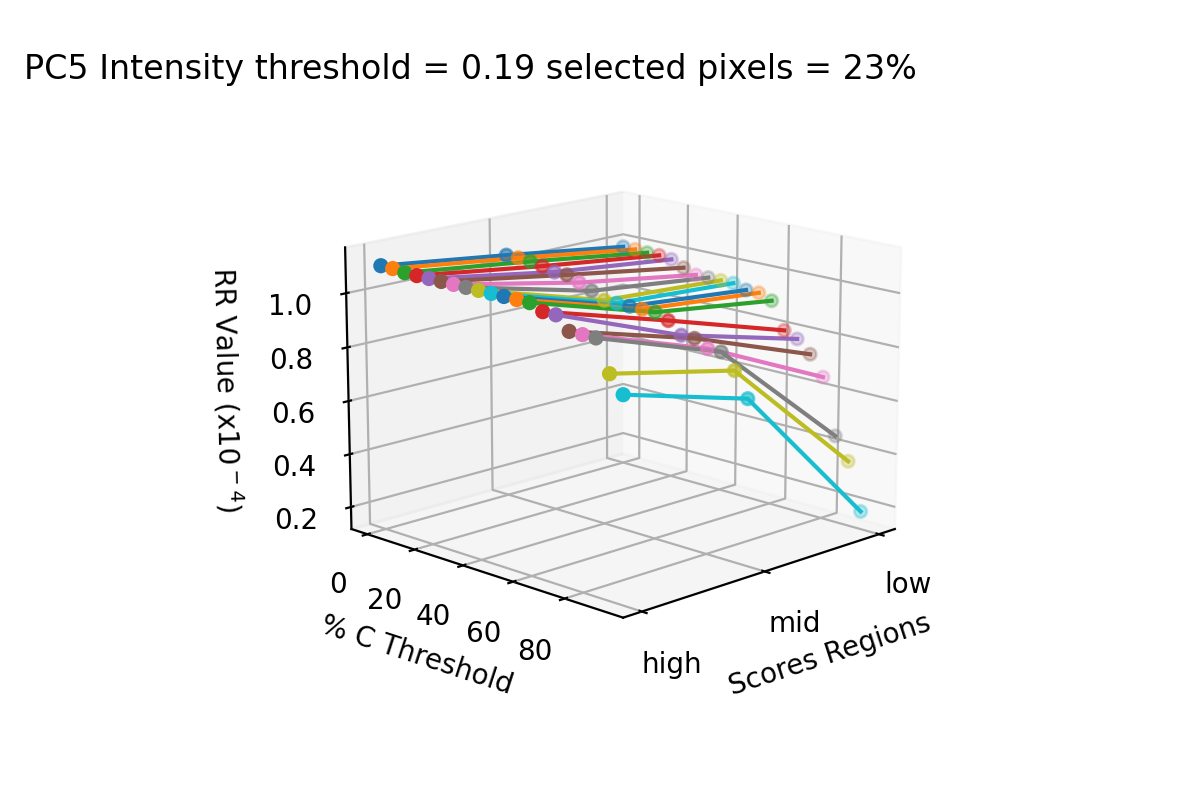 PC5 Intensity threshold = 0.19 selected pixels = 23%
RR Value (x10⁻⁴)
1.0
0.8
0.6
0.4
0.2
0
20
40
60
80
% C Threshold
high
mid
low
Scores Regions